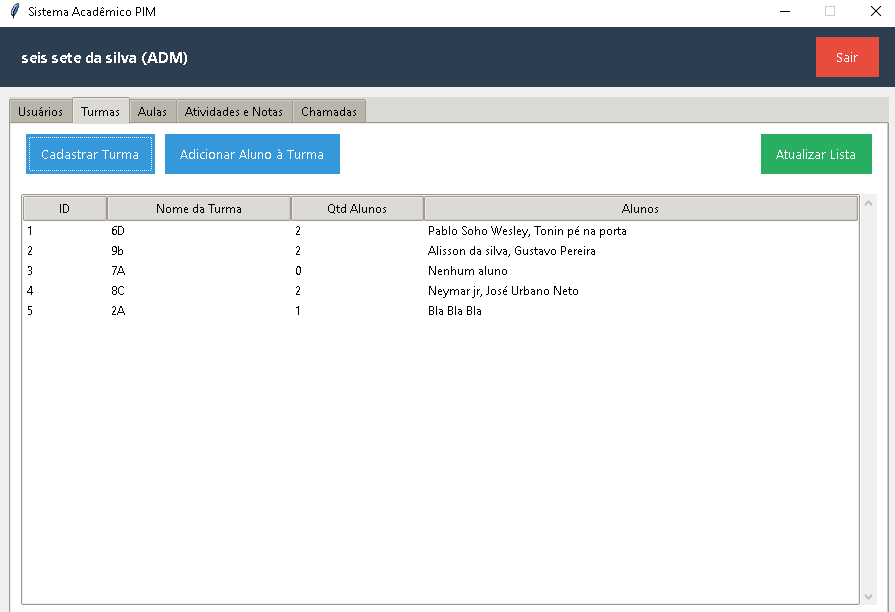 Sistema Acadêmico PIM
seis sete da silva (ADM)
Sair
Usuários Turmas Aulas Atividades e Notas Chamadas
Cadastrar Turma Adicionar Aluno à Turma Atualizar Lista
ID Nome da Turma Qtd Alunos Alunos
1 6D 2 Pablo Soho Wesley, Tonin pé na porta
2 9b 2 Alisson da silva, Gustavo Pereira
3 7A 0 Nenhum aluno
4 8C 2 Neymar jr, José Urbano Neto
5 2A 1 Bla Bla Bla